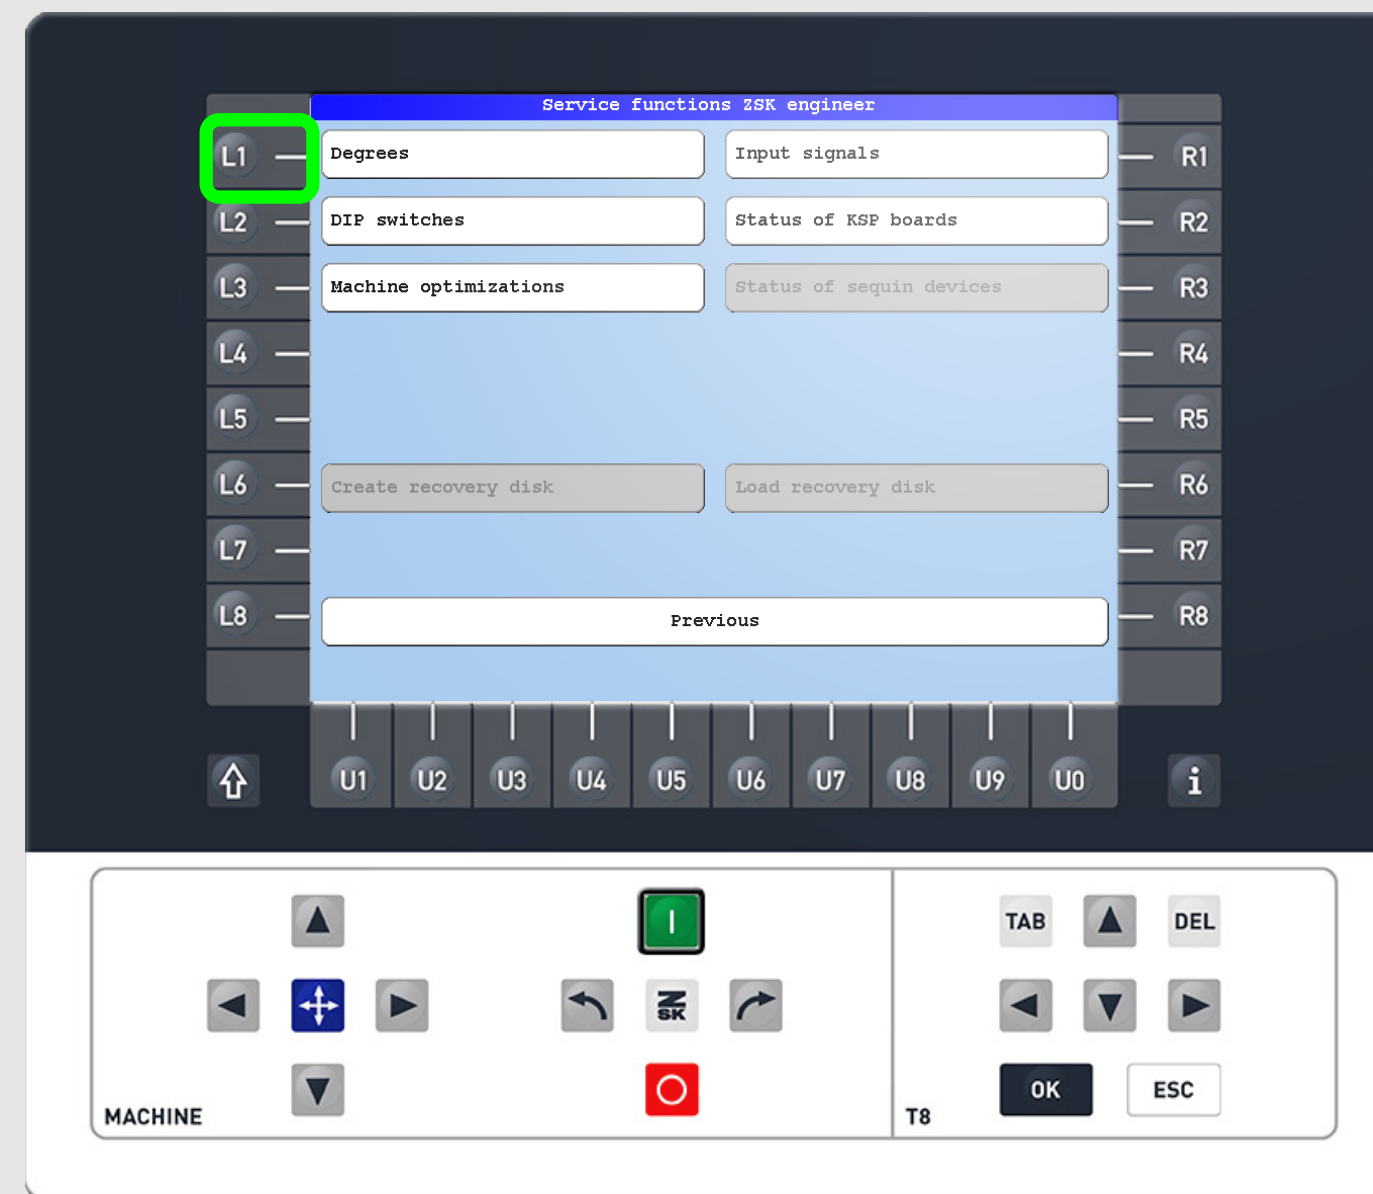 Service functions ZSK engineer
L1 Degrees Input signals R1
L2 DIP switches Status of KSP boards R2
L3 Machine optimizations Status of sequin devices R3
L4 R4
L5 R5
L6 Create recovery disk Load recovery disk R6
L7 R7
L8 Previous R8
U1 U2 U3 U4 U5 U6 U7 U8 U9 U0 i
I TAB DEL
ZSK
OK ESC
MACHINE T8